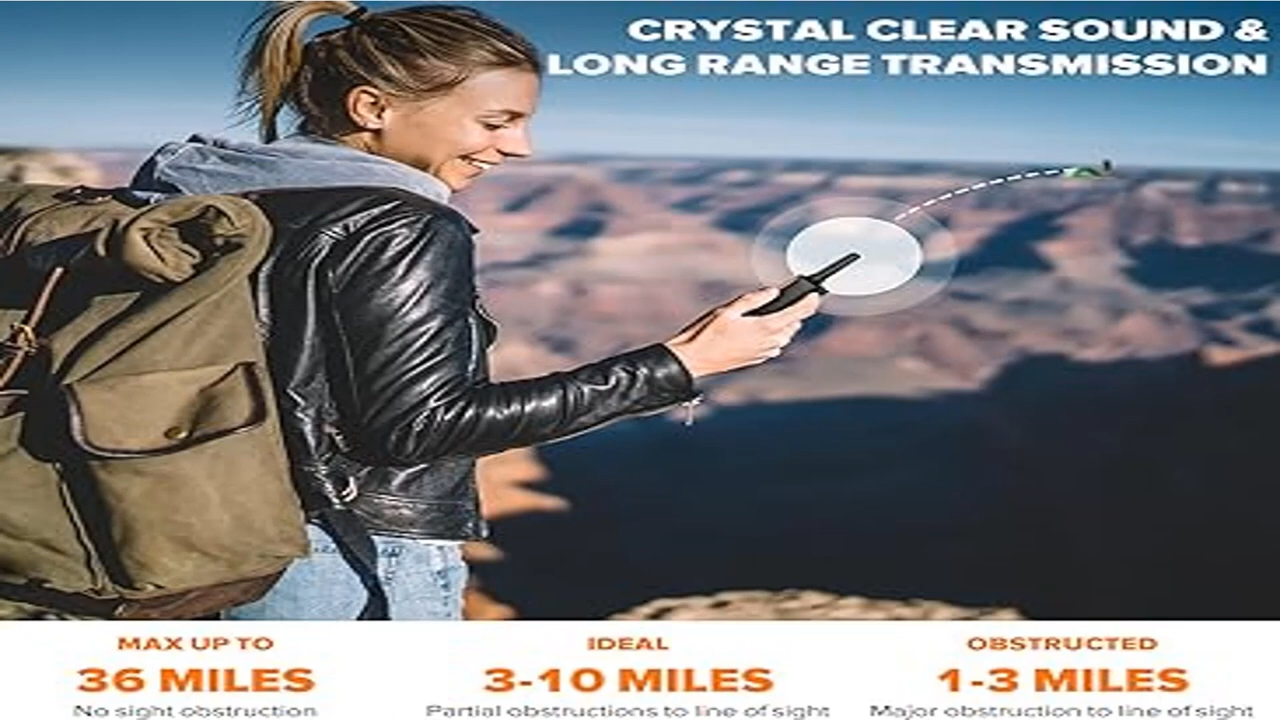 CRYSTAL CLEAR SOUND &
LONG RANGE TRANSMISSION
MAX UP TO
36 MILES
No sight obstruction
IDEAL
3-10 MILES
Partial obstructions to line of sight
OBSTRUCTED
1-3 MILES
Major obstruction to line of sight